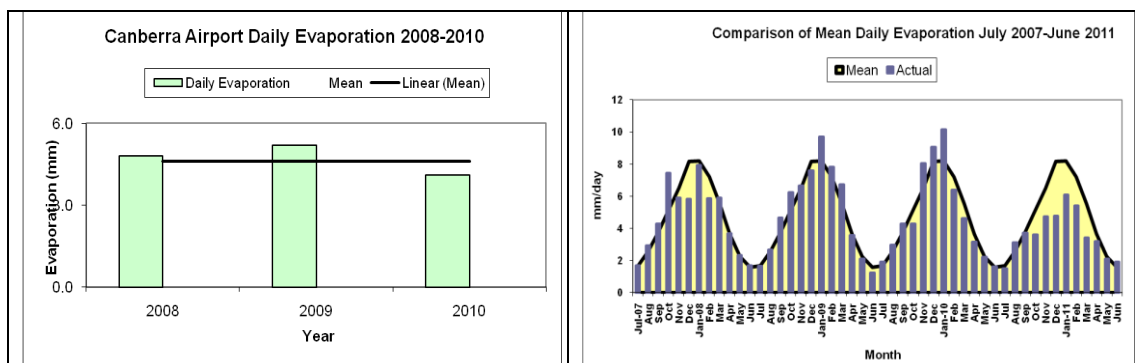 Canberra Airport Daily Evaporation 2008-2010
Daily Evaporation Mean Linear (Mean)
Evaporation (mm)
6.0
3.0
0.0
2008 2009 2010
Year
Comparison of Mean Daily Evaporation July 2007-June 2011
Mean Actual
mm/day
12
10
8
6
4
2
0
Jul-07 Aug Sep Oct Nov Dec Jan-08 Feb Mar Apr May Jun Jul Aug Sep Oct Nov Dec Jan-09 Feb Mar Apr May Jun Jul Aug Sep Oct Nov Dec Jan-10 Feb Mar Apr May Jun Jul Aug Sep Oct Nov Dec Jan-11 Feb Mar Apr May Jun
Month